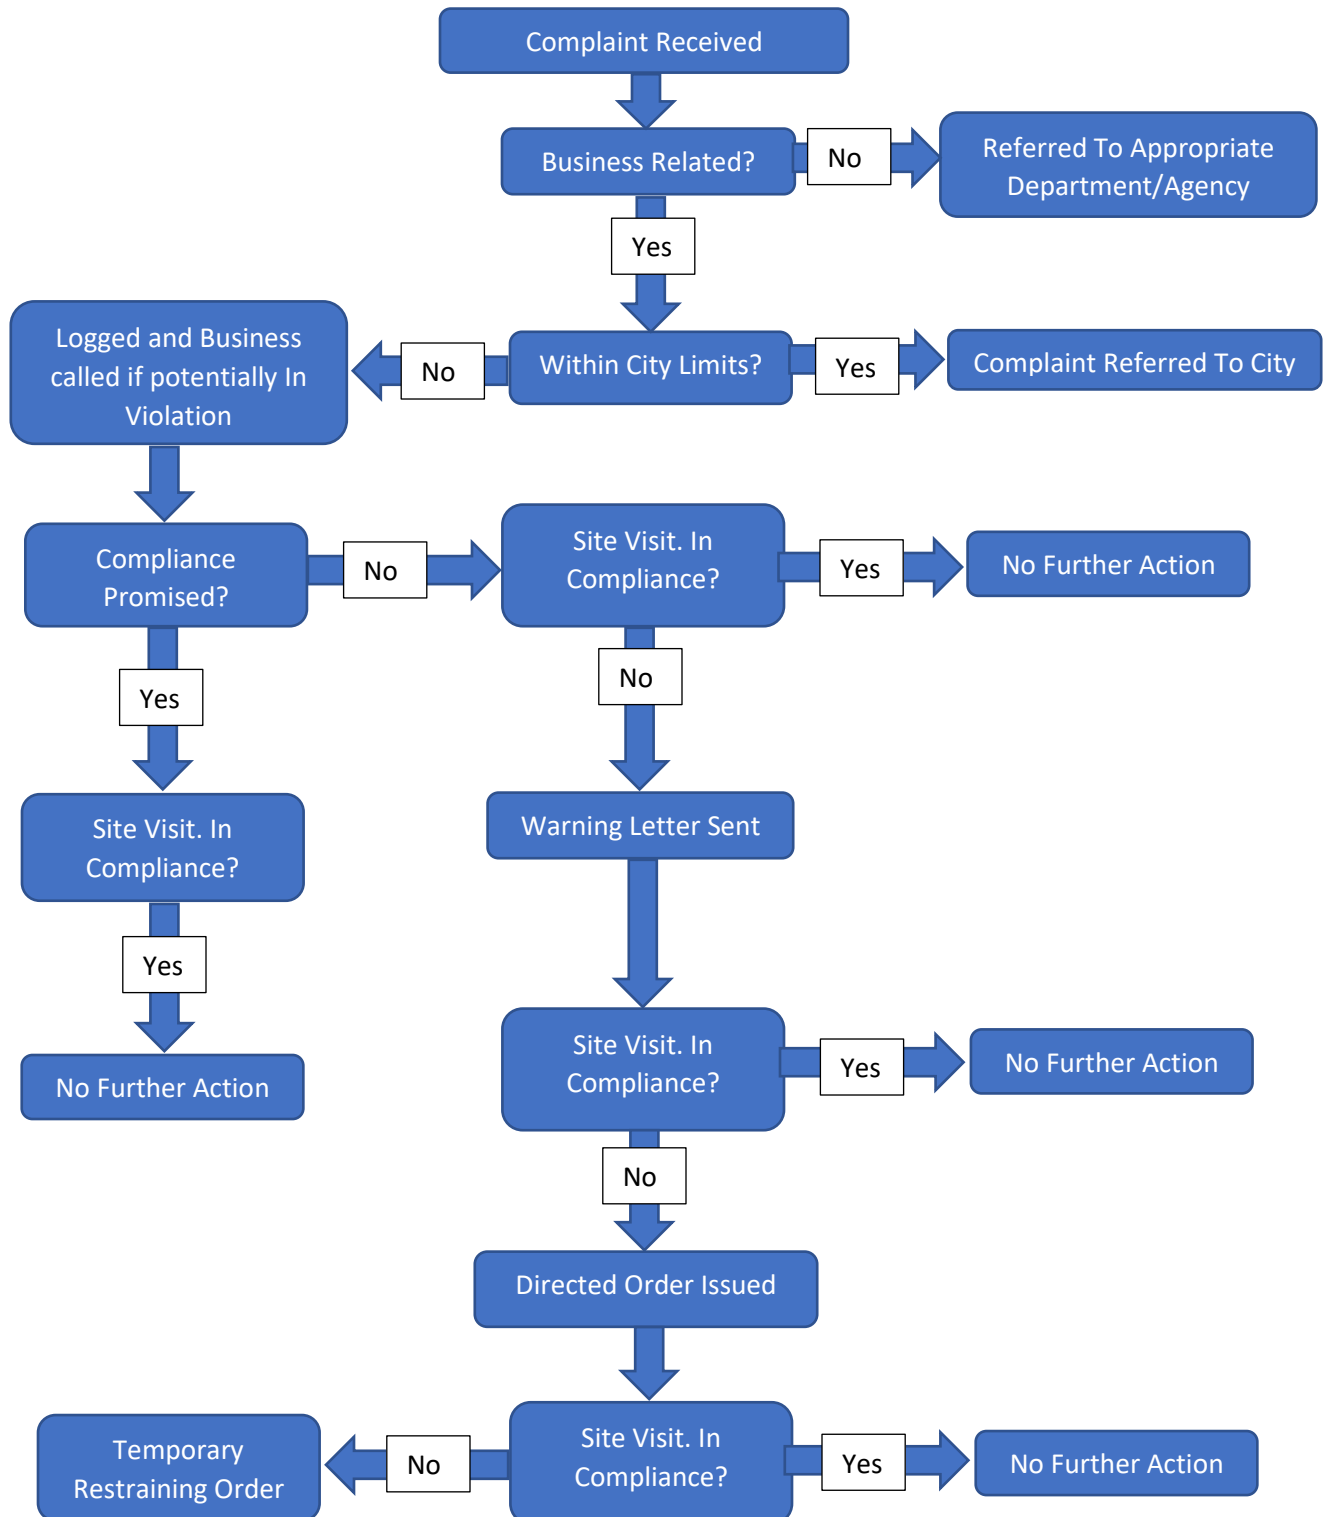 Complaint Received
Business Related?
No
Referred To Appropriate
Department/Agency
Yes
Logged and Business
called if potentially In
Violation
No
Within City Limits?
Yes
Complaint Referred To City
Compliance
Promised?
No
Site Visit. In
Compliance?
Yes
No Further Action
Yes
No
Site Visit. In
Compliance?
Warning Letter Sent
Yes
No Further Action
Site Visit. In
Compliance?
Yes
No Further Action
No
Directed Order Issued
Temporary
Restraining Order
No
Site Visit. In
Compliance?
Yes
No Further Action